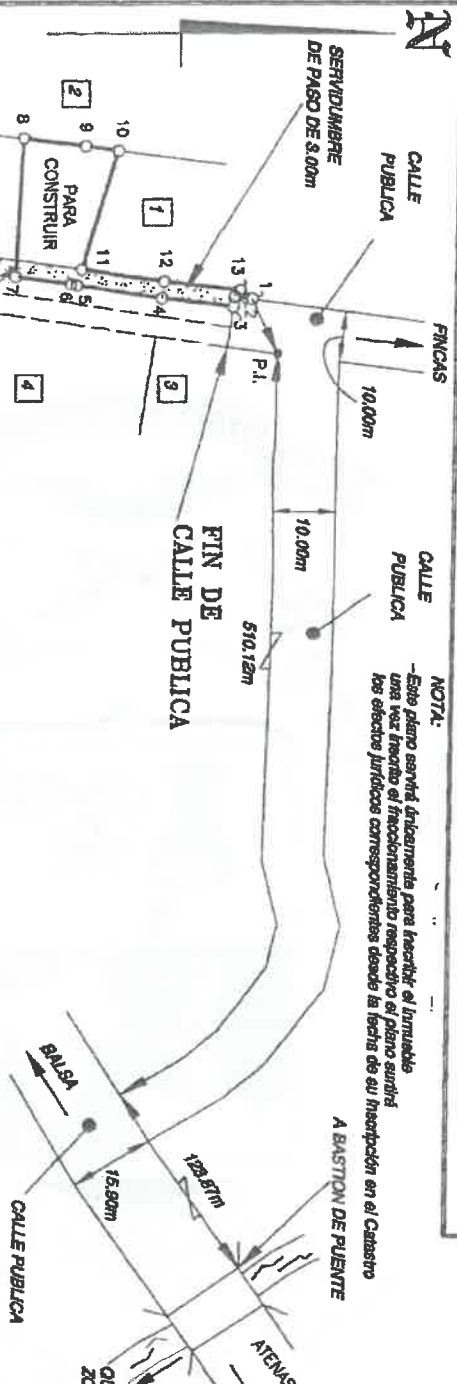 N
SERVIDUMBRE
DE PASO DE 3.00m
CALLE
PUBLICA
FINCAS
10.00m
CALLE
PUBLICA
NOTA:
-Este plano servirá únicamente para inscribir el inmueble
una vez inscrito el fraccionamiento respectivo el plano surtirá
los efectos jurídicos correspondientes desde la fecha de su inscripción en el Catastro
2
8
9
10
PARA
CONSTRUIR
1
11
12
13
1
2
3
4
5
6
7
P.I.
3
4
10.00m
510.12m
FIN DE
CALLE PUBLICA
A BASTION DE PUENTE
BALSA
15.80m
CALLE PUBLICA
ATENAS